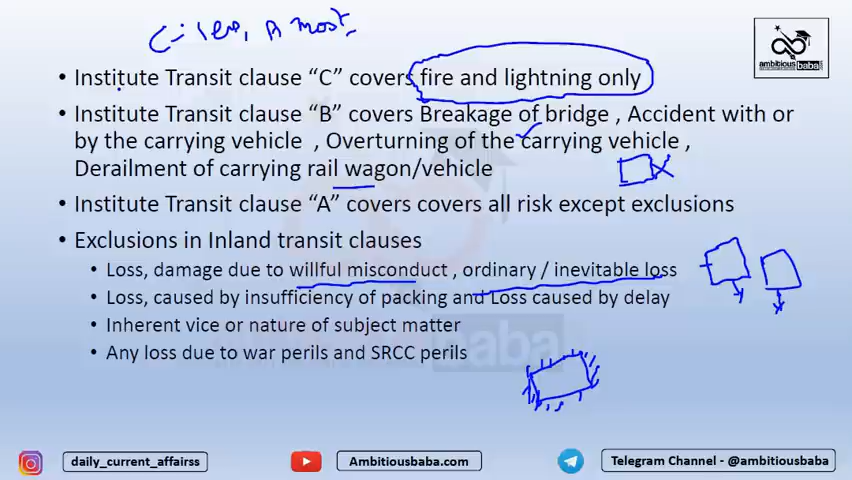 C - less, A most
ambitiousbaba.com
• Institute Transit clause “C” covers fire and lightning only
• Institute Transit clause “B” covers Breakage of bridge , Accident with or
by the carrying vehicle , Overturning of the carrying vehicle ,
Derailment of carrying rail wagon/vehicle
• Institute Transit clause “A” covers covers all risk except exclusions
• Exclusions in Inland transit clauses
• Loss, damage due to willful misconduct , ordinary / inevitable loss
• Loss, caused by insufficiency of packing and Loss caused by delay
• Inherent vice or nature of subject matter
• Any loss due to war perils and SRCC perils
daily_current_affairss
Ambitiousbaba.com
Telegram Channel - @ambitiousbaba